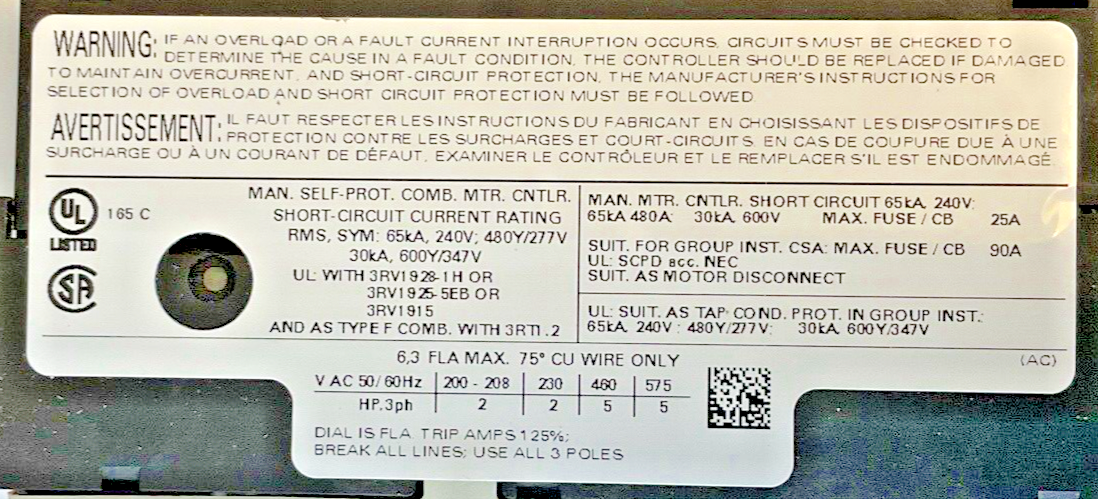 WARNING: IF AN OVERLOAD OR A FAULT CURRENT INTERRUPTION OCCURS, CIRCUITS MUST BE CHECKED TO
DETERMINE THE CAUSE IN A FAULT CONDITION, THE CONTROLLER SHOULD BE REPLACED IF DAMAGED
TO MAINTAIN OVERCURRENT, AND SHORT-CIRCUIT PROTECTION, THE MANUFACTURER'S INSTRUCTIONS FOR
SELECTION OF OVERLOAD AND SHORT CIRCUIT PROTECTION MUST BE FOLLOWED
AVERTISSEMENT: IL FAUT RESPECTER LES INSTRUCTIONS DU FABRICANT EN CHOISISSANT LES DISPOSITIFS DE
PROTECTION CONTRE LES SURCHARGES ET COURT-CIRCUITS. EN CAS DE COUPURE DUE À UNE
SURCHARGE OU À UN COURANT DE DÉFAUT, EXAMINER LE CONTRÔLEUR ET LE REMPLACER S'IL EST ENDOMMAGÉ.
UL
LISTED
165 C
SA
MAN. SELF-PROT. COMB. MTR. CNTLR.
SHORT-CIRCUIT CURRENT RATING
RMS, SYM: 65kA, 240V; 480Y/277V
30kA, 600Y/347V
UL: WITH 3RV1928-1H OR
3RV1925-5EB OR
3RV1915
AND AS TYPE F COMB. WITH 3RT1.2
MAN. MTR. CNTLR. SHORT CIRCUIT 65kA, 240V;
65kA 480A: 30kA, 600V MAX. FUSE / CB 25A
SUIT. FOR GROUP INST. CSA: MAX. FUSE / CB 90A
UL: SCPD acc. NEC
SUIT. AS MOTOR DISCONNECT
UL: SUIT. AS TAP COND. PROT. IN GROUP INST.:
65kA, 240V; 480Y/277V; 30kA, 600Y/347V
6,3 FLA MAX. 75° CU WIRE ONLY (AC)
V AC 50/60Hz 200 - 208 230 460 575
HP.3ph 2 2 5 5
DIAL IS FLA. TRIP AMPS 125%;
BREAK ALL LINES; USE ALL 3 POLES